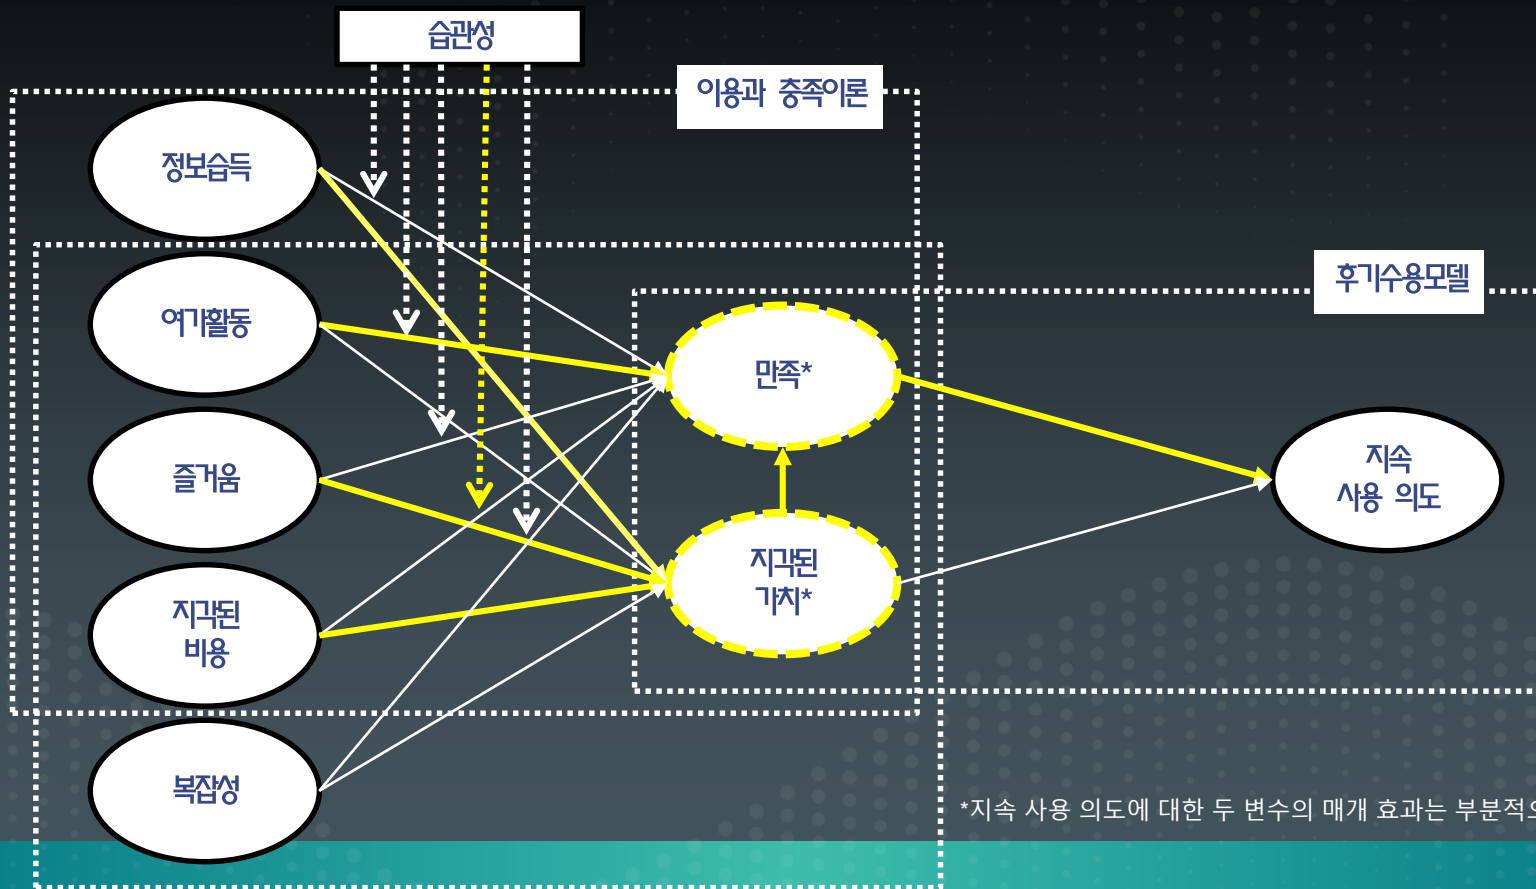 습관성
이용과 충족이론
정보습득
여가활동
후기수용모델
만족*
즐거움
지속
사용 의도
지각된
가치*
지각된
비용
복잡성
*지속 사용 의도에 대한 두 변수의 매개 효과는 부분적으